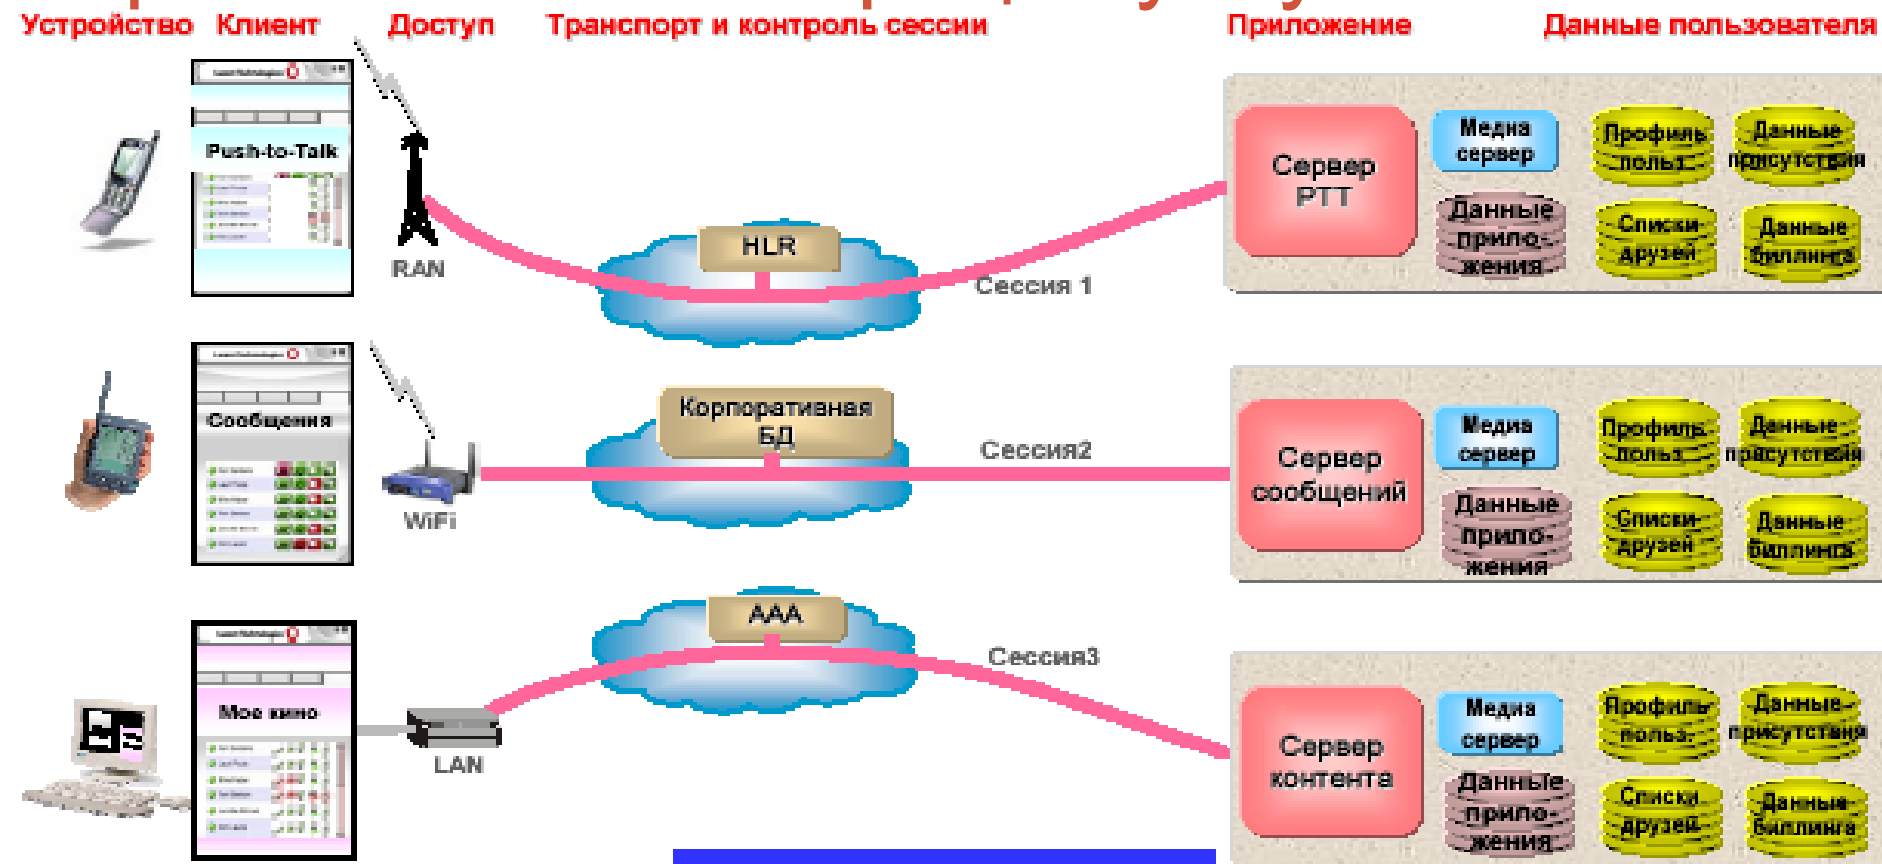 Устройство Клиент Доступ Транспорт и контроль сессии Приложение Данные пользователя
Push-to-Talk
RAN
HLR
Сессия 1
Сервер
PTT
Медиа
сервер
Данные
прило-
жения
Профиль
польз.
Данные
присутствия
Списки
друзей
Данные
биллинга
Сообщения
WiFi
Корпоративная
БД
Сессия2
Сервер
сообщений
Медиа
сервер
Данные
прило-
жения
Профиль
польз.
Данные
присутствия
Списки
друзей
Данные
биллинга
Мое кино
LAN
AAA
Сессия3
Сервер
контента
Медиа
сервер
Данные
прило-
жения
Профиль
польз.
Данные
присутствия
Списки
друзей
Данные
биллинга